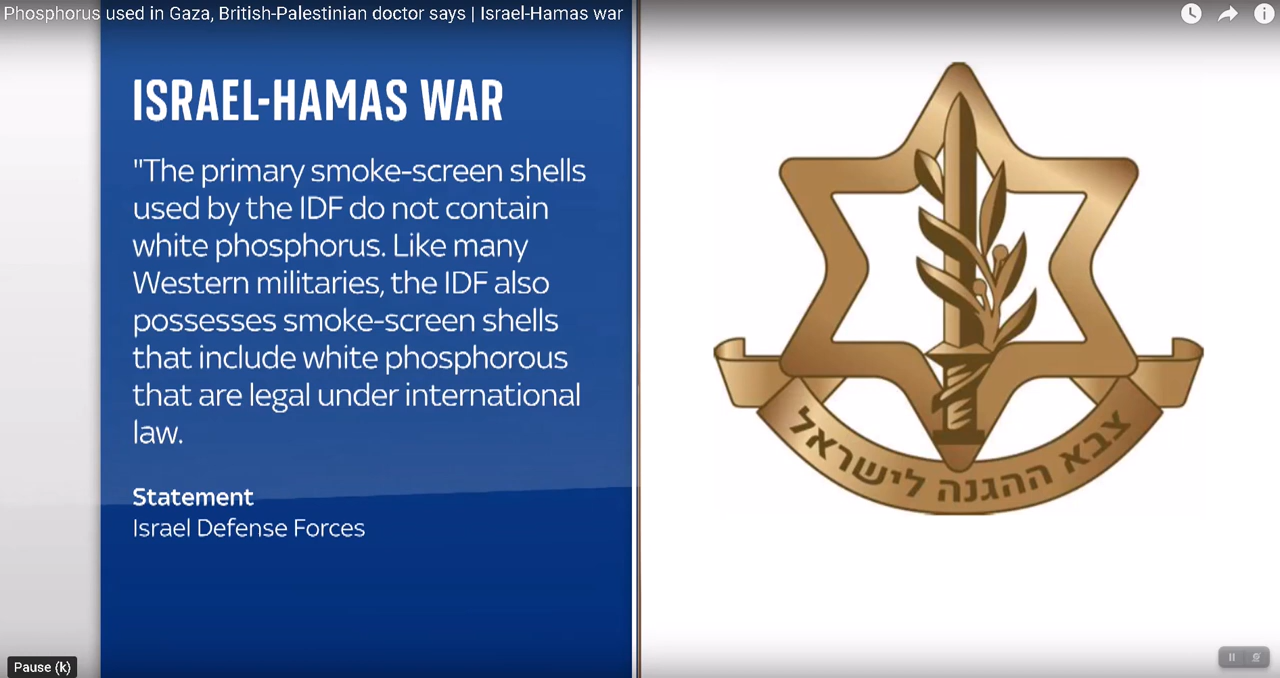 Phosphorus used in Gaza, British-Palestinian doctor says | Israel-Hamas war
ISRAEL-HAMAS WAR
"The primary smoke-screen shells
used by the IDF do not contain
white phosphorus. Like many
Western militaries, the IDF also
possesses smoke-screen shells
that include white phosphorous
that are legal under international
law.
Statement
Israel Defense Forces
צבא ההגנה לישראל
Pause (k)